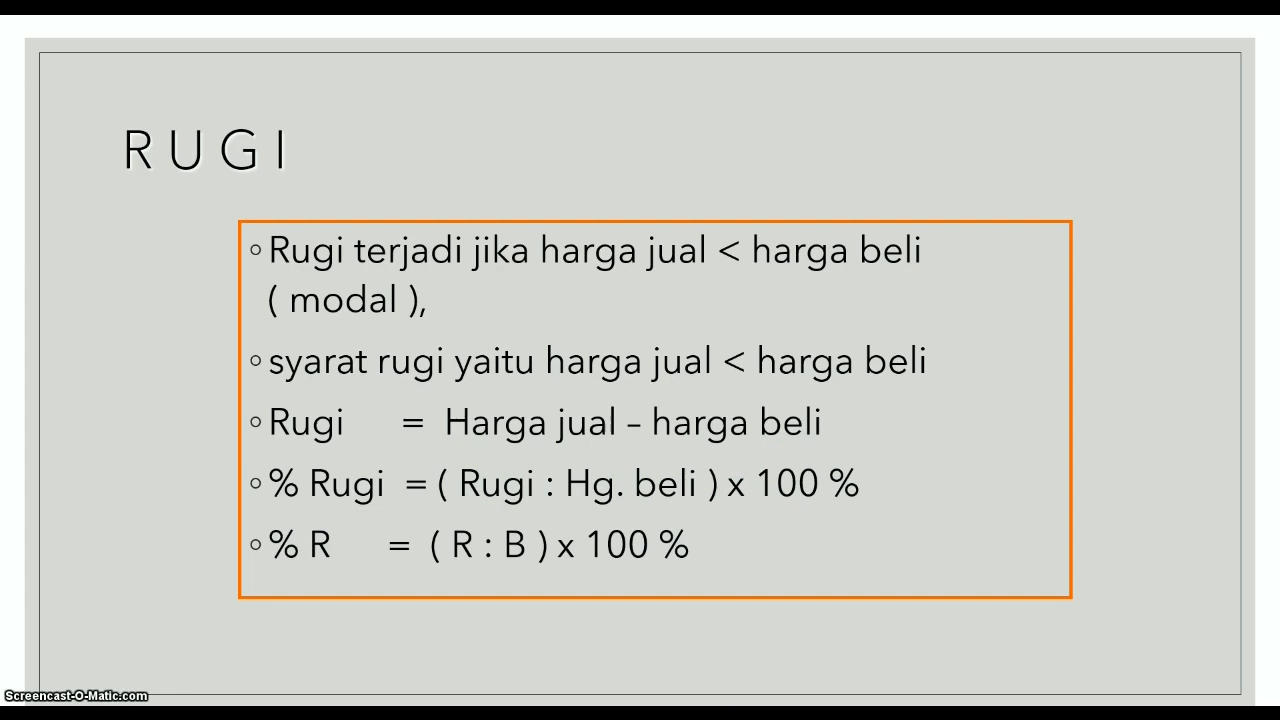 R U G I
◦Rugi terjadi jika harga jual < harga beli
( modal ),
◦syarat rugi yaitu harga jual < harga beli
◦Rugi = Harga jual – harga beli
◦% Rugi = ( Rugi : Hg. beli ) x 100 %
◦% R = ( R : B ) x 100 %
Screencast-O-Matic.com